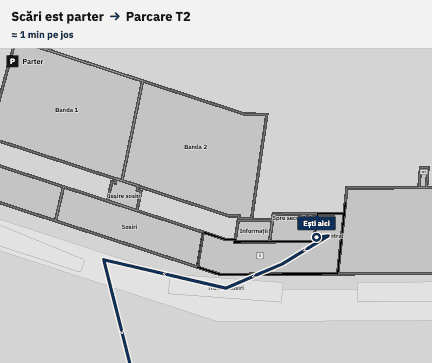 Scări est parter → Parcare T2
≈ 1 min pe jos
P Parter
Banda 1
Banda 2
Ieșire sosiri
Sosiri
Informații
Spre
Ești aici